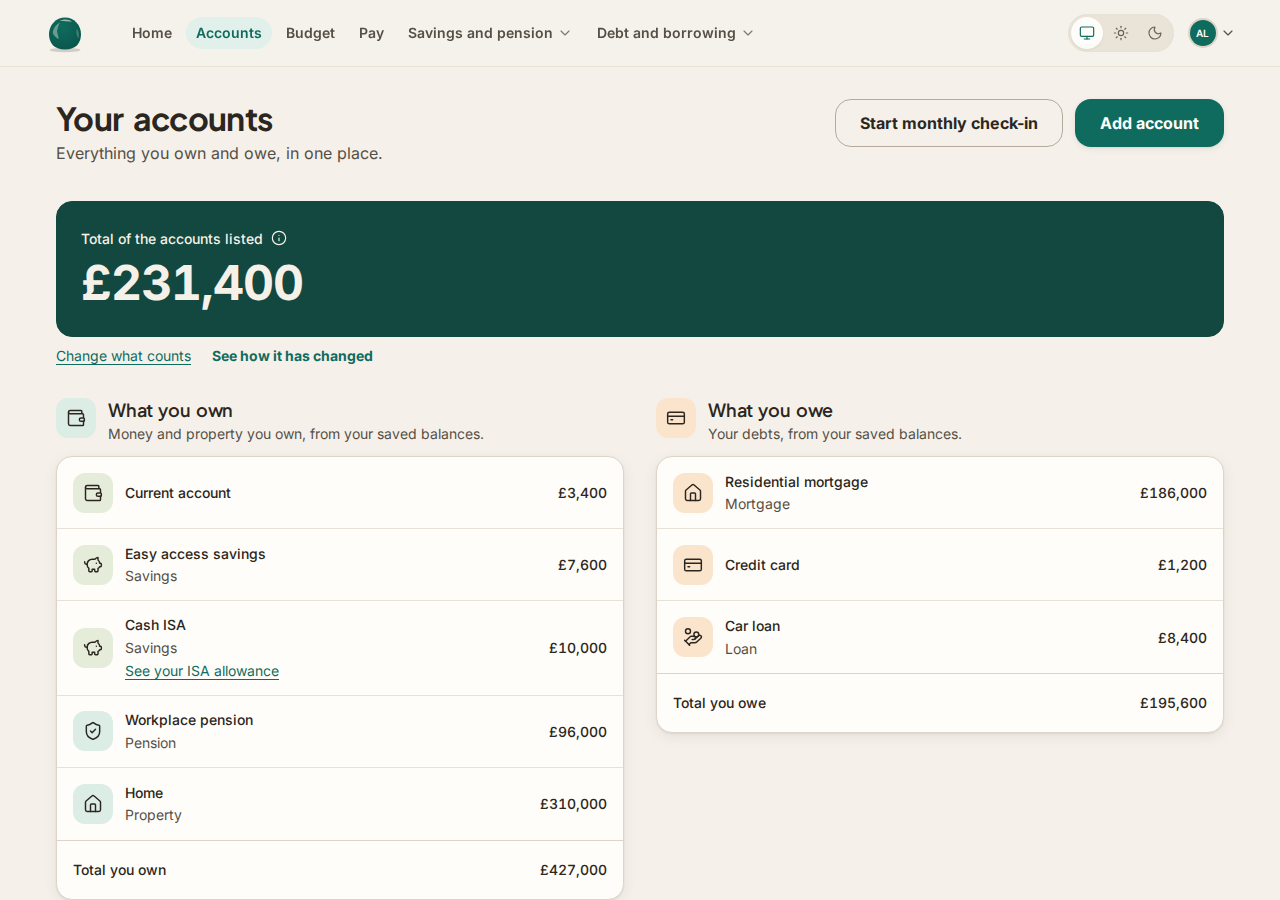 Home
Accounts
Budget
Pay
Savings and pension
Debt and borrowing
AL
Your accounts
Everything you own and owe, in one place.
Start monthly check-in
Add account
Total of the accounts listed
£231,400
Change what counts
See how it has changed
What you own
Money and property you own, from your saved balances.
Current account
£3,400
Easy access savings
Savings
£7,600
Cash ISA
Savings
See your ISA allowance
£10,000
Workplace pension
Pension
£96,000
Home
Property
£310,000
Total you own
£427,000
What you owe
Your debts, from your saved balances.
Residential mortgage
Mortgage
£186,000
Credit card
£1,200
Car loan
Loan
£8,400
Total you owe
£195,600